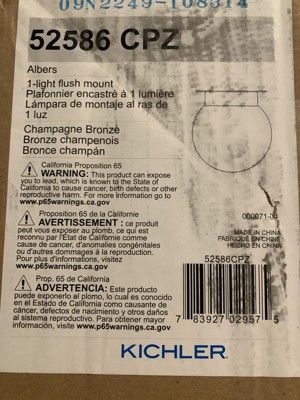 09N2249-108314
52586 CPZ
Albers
1-light flush mount
Plafonnier encastré à 1 lumière
Lámpara de montaje al ras de
1 luz
Champagne Bronze
Bronze champenois
Bronce champán
000071-04
California Proposition 65
WARNING: This product can expose
you to lead, which is known to the State of
California to cause cancer, birth defects or other
reproductive harm. For more information go to
www.p65warnings.ca.gov
Proposition 65 de la Californie
AVERTISSEMENT : ce produit
peut vous exposer au plomb, ce qui est
reconnu par l'État de Californie comme
cause de cancer, d'anomalies congénitales
ou d'autres dommages à la reproduction.
Pour plus d'informations, visitez
www.p65warnings.ca.gov
MADE IN CHINA
FABRIQUÉ EN CHINE
HECHO EN CHINA
Prop. 65 de California
ADVERTENCIA: Este producto
puede exponerlo al plomo, lo cual es conocido
en el Estado de California como causante de
cáncer, defectos de nacimiento y otros daños
al sistema reproductivo. Para obtener mayor
información, visite www.p65warnings.ca.gov
52586CPZ
7 83927 02957 5
KICHLER